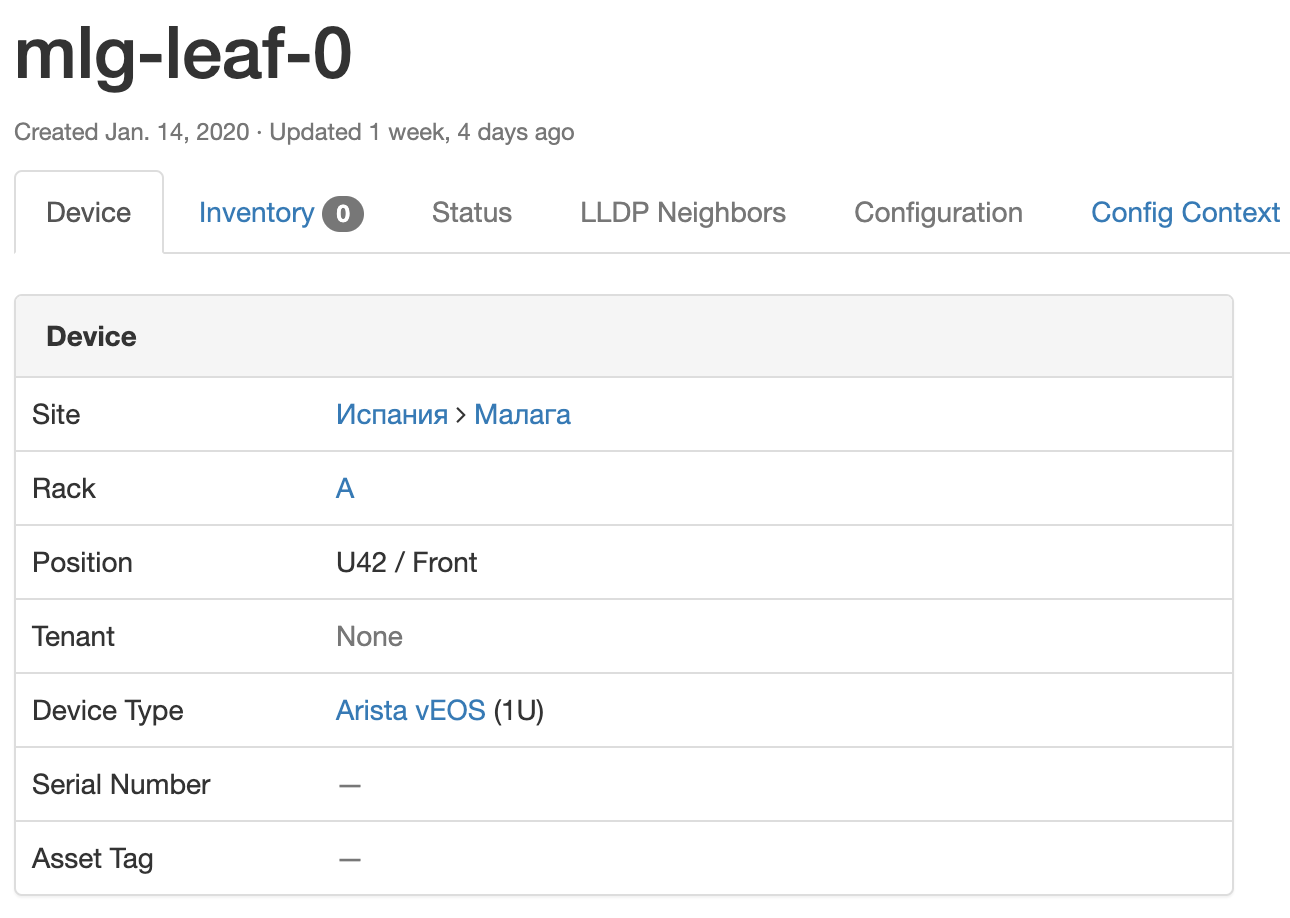 mlg-leaf-0
Created Jan. 14, 2020 · Updated 1 week, 4 days ago
Device Inventory 0 Status LLDP Neighbors Configuration Config Context
Device
Site Испания > Малага
Rack A
Position U42 / Front
Tenant None
Device Type Arista vEOS (1U)
Serial Number —
Asset Tag —